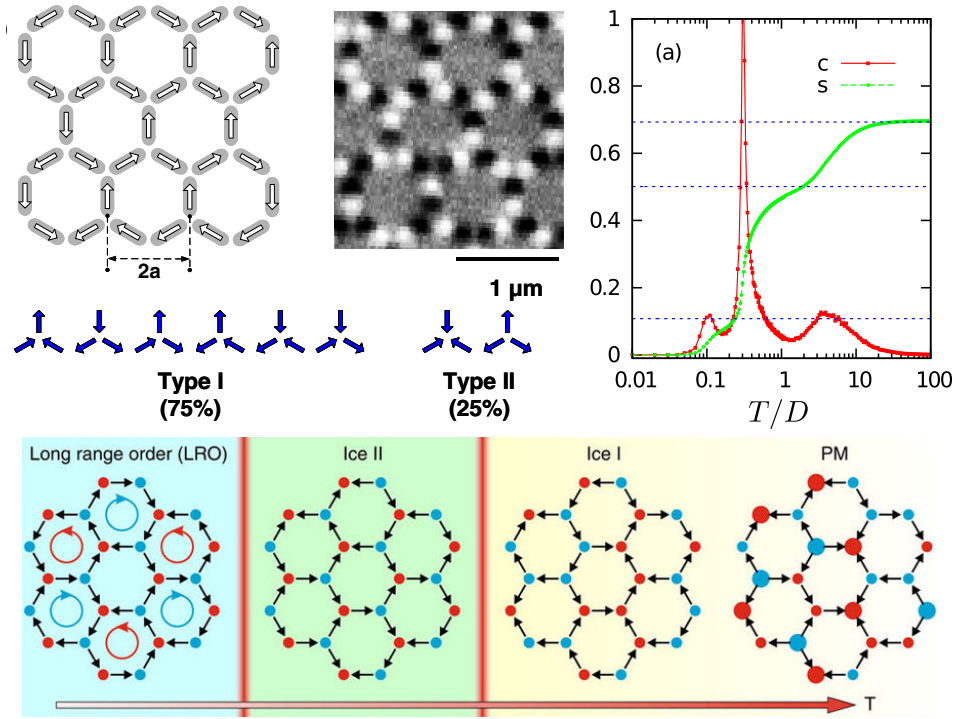 2a
1 µm
Type I
(75%)
Type II
(25%)
(a)
c
s
1
0.8
0.6
0.4
0.2
0
0.01
0.1
1
10
100
T/D
Long range order (LRO)
Ice II
Ice I
PM
T